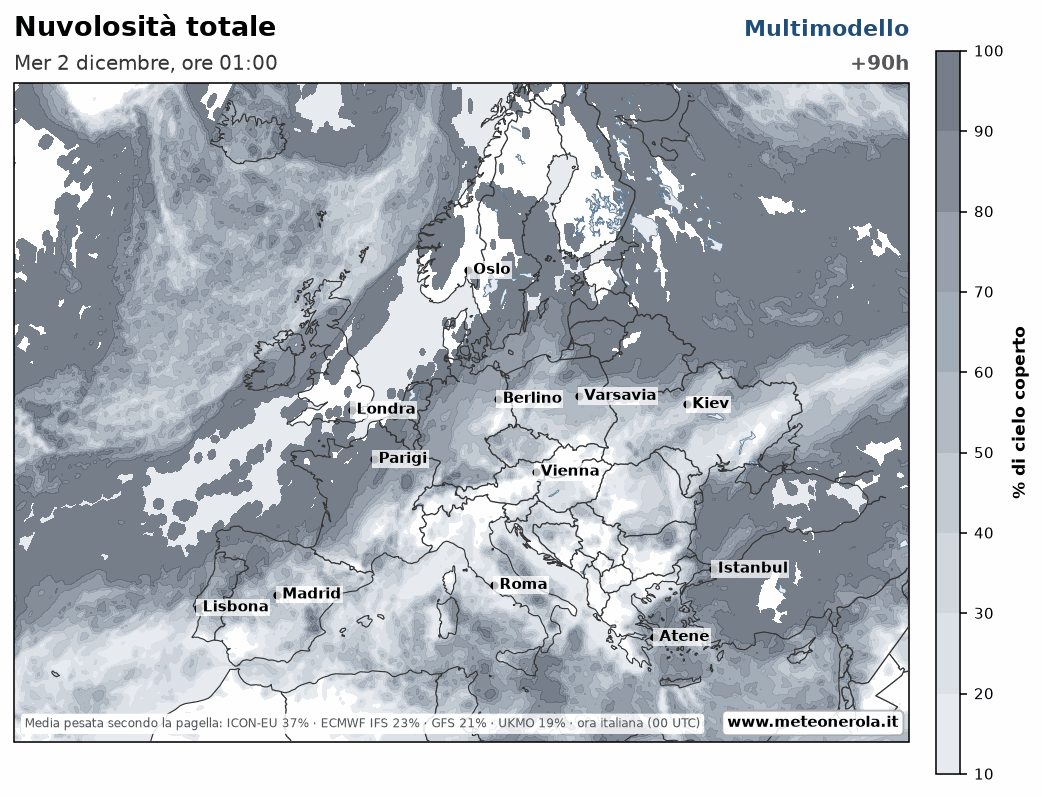 Nuvolosità totale
Multimodello
Mer 2 dicembre, ore 01:00
+90h
100
90
80
70
60
50
40
30
20
10
% di cielo coperto
Oslo
Berlino
Varsavia
Kiev
Londra
Parigi
Vienna
Istanbul
Roma
Madrid
Lisbona
Atene
Media pesata secondo la pagella: ICON-EU 37% · ECMWF IFS 23% · GFS 21% · UKMO 19% · ora italiana (00 UTC)
www.meteonerola.it